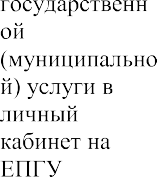 государственн
ой
(муниципально
й) услуги в
личный
кабинет на
ЕПГУ